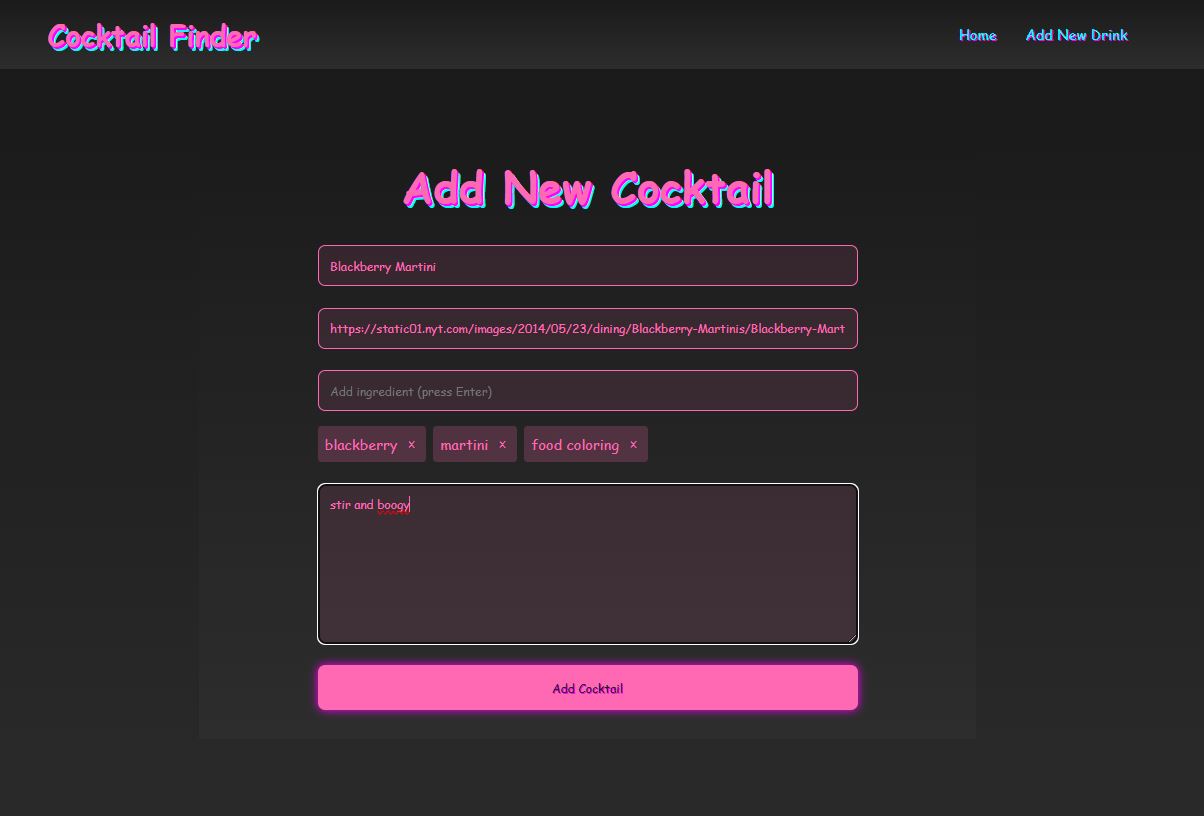 Cocktail Finder
Home
Add New Drink
Add New Cocktail
Blackberry Martini
https://static01.nyt.com/images/2014/05/23/dining/Blackberry-Martinis/Blackberry-Mart
Add ingredient (press Enter)
blackberry × martini × food coloring ×
stir and boogy
Add Cocktail